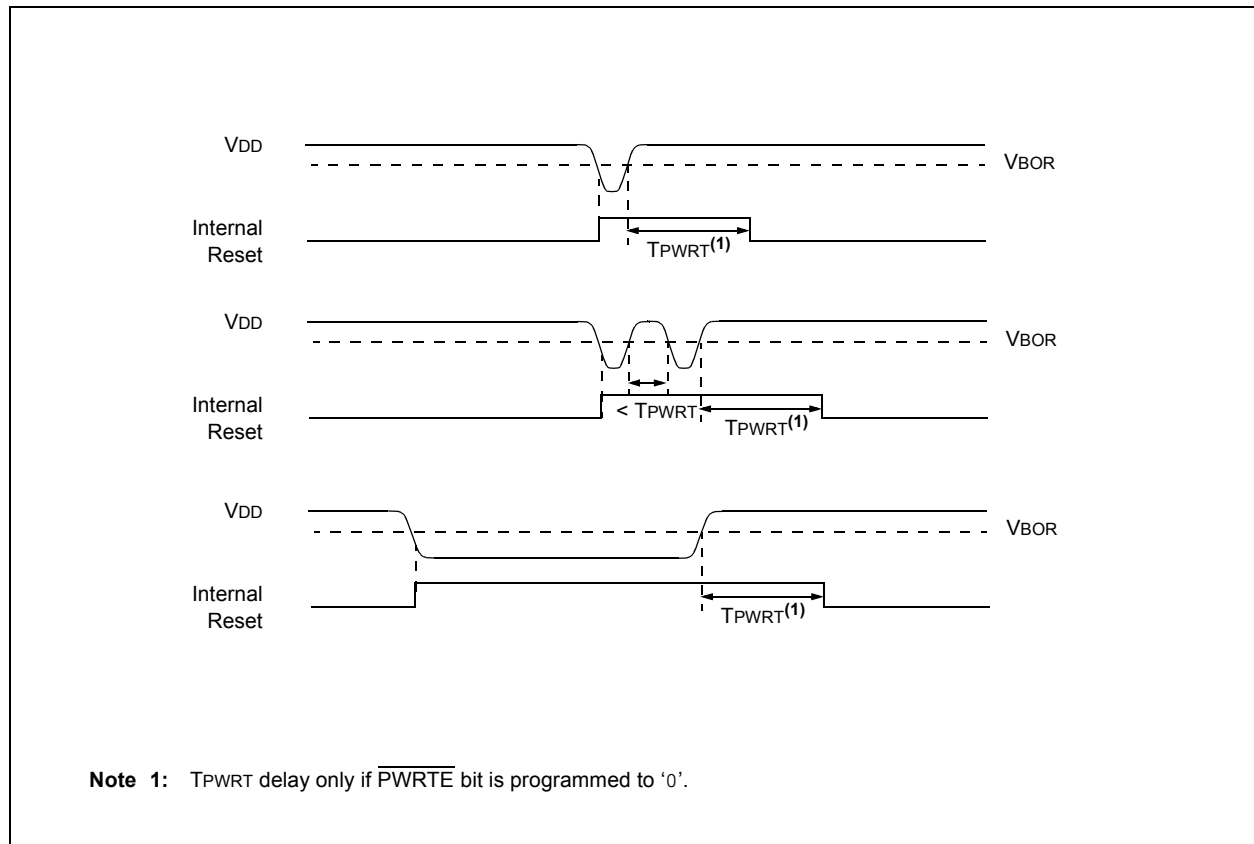 VDD
VBOR
Internal
Reset
TPWRT(1)
VDD
VBOR
Internal
Reset
< TPWRT
TPWRT(1)
VDD
VBOR
Internal
Reset
TPWRT(1)
Note 1: TPWRT delay only if PWRTE bit is programmed to ‘0’.